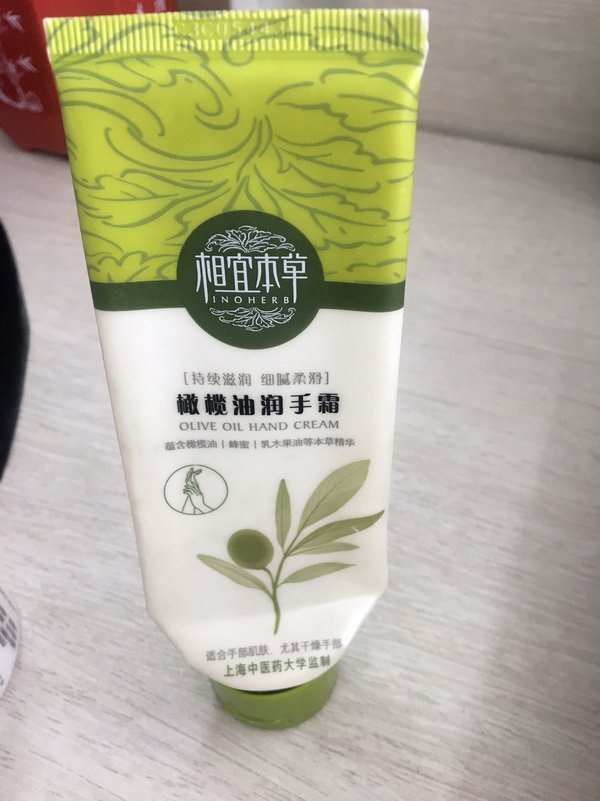 相宜本草
INOHERB
[持续滋润 细腻柔滑]
橄榄油润手霜
OLIVE OIL HAND CREAM
蕴含橄榄油丨蜂蜜丨乳木果油等本草精华
适合手部肌肤、尤其干燥手部
上海中医药大学监制